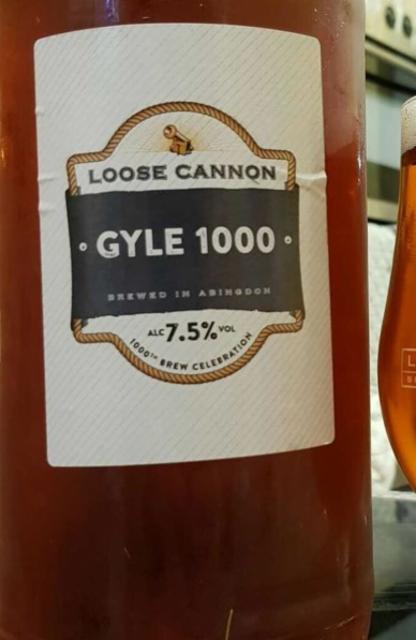 LOOSE CANNON
GYLE 1000
BREWED IN ABINGDON
ALC 7.5% VOL
1000TH BREW CELEBRATION